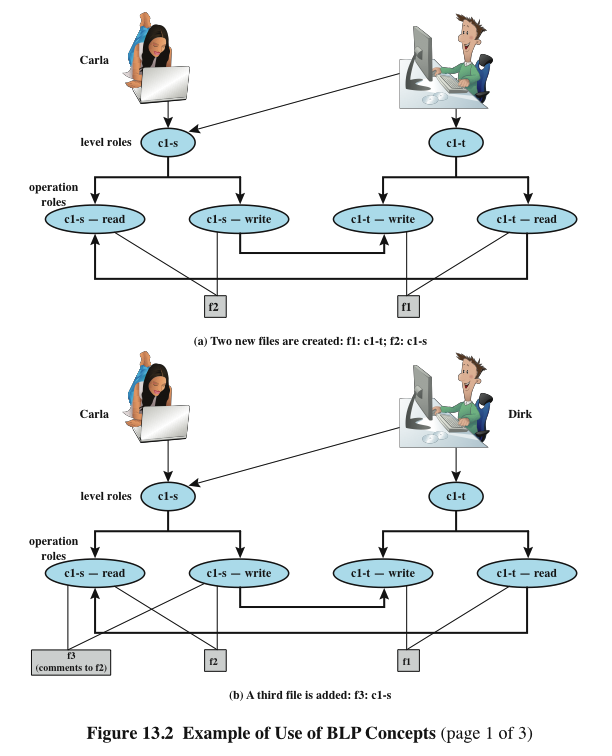 Carla
level roles
c1-s
c1-t
operation
roles
c1-s — read
c1-s — write
c1-t — write
c1-t — read
f2
f1
(a) Two new files are created: f1: c1-t; f2: c1-s
Carla
Dirk
level roles
c1-s
c1-t
operation
roles
c1-s — read
c1-s — write
c1-t — write
c1-t — read
f3
(comments to f2)
f2
f1
(b) A third file is added: f3: c1-s
Figure 13.2 Example of Use of BLP Concepts (page 1 of 3)